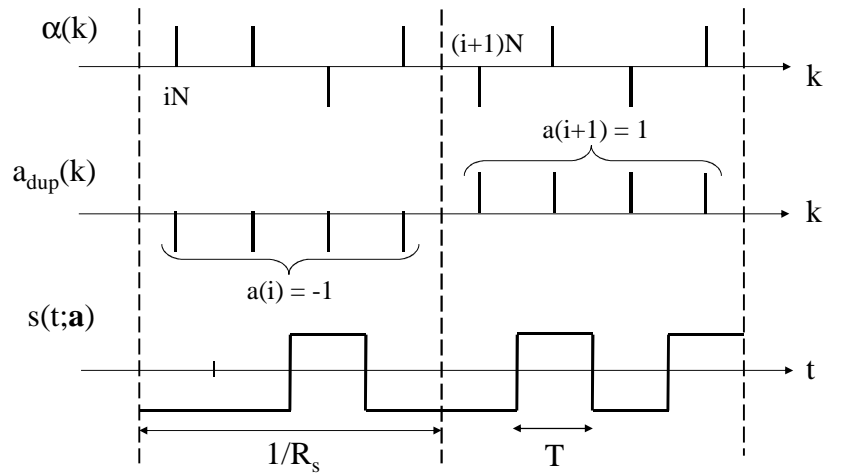 α(k)
(i+1)N
k
iN
a(i+1) = 1
a_dup(k)
k
a(i) = -1
s(t;a)
t
1/R_s
T